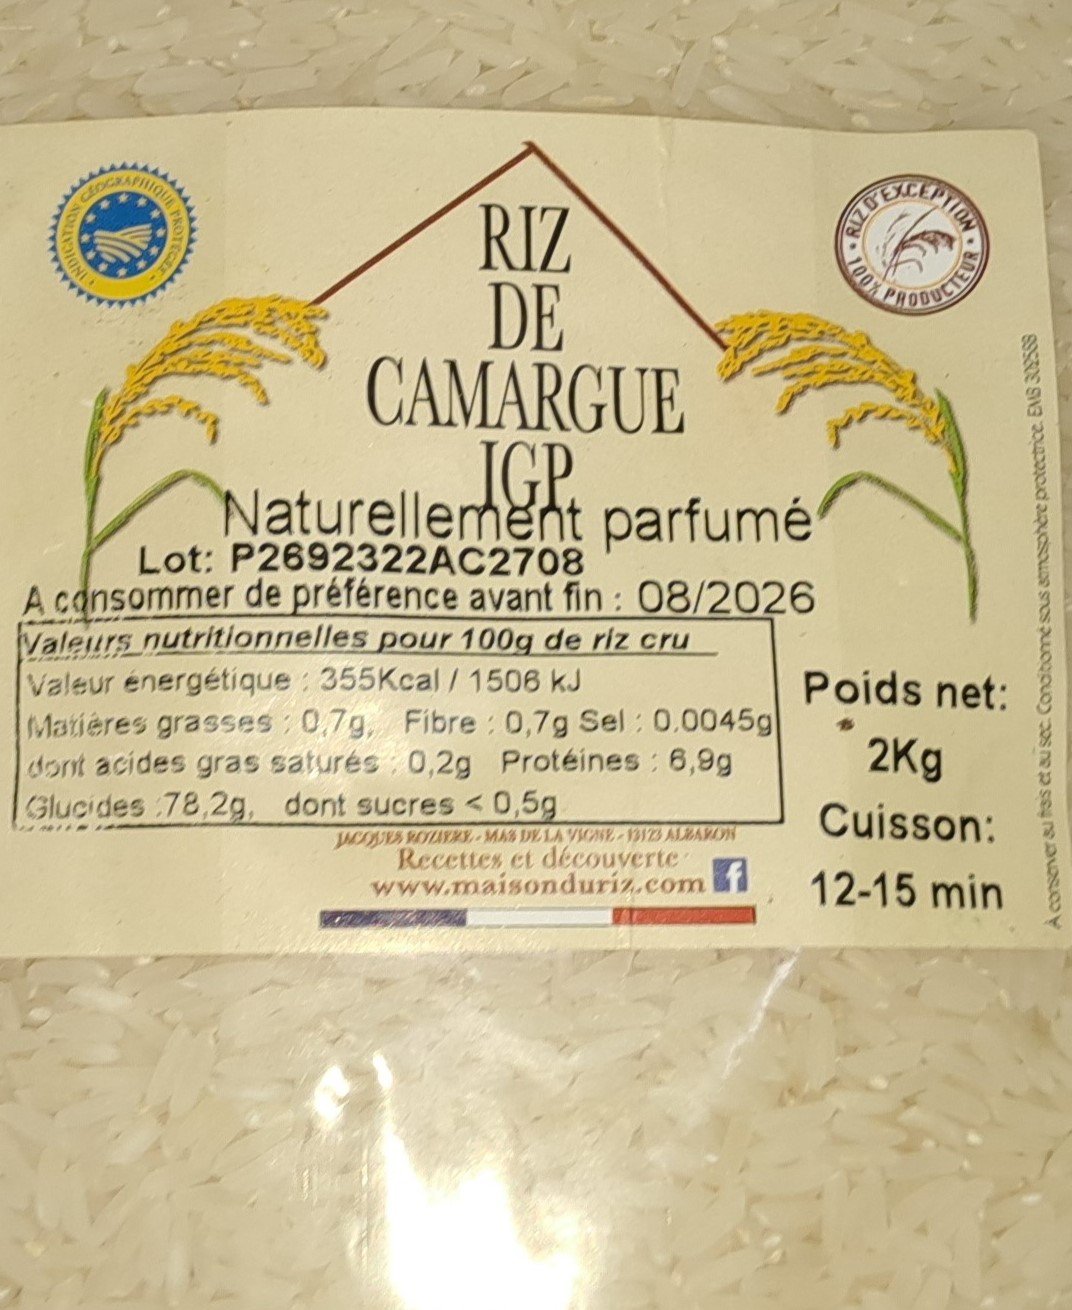 INDICATION GÉOGRAPHIQUE PROTÉGÉE
RIZ D'EXCEPTION
100% PRODUCTEUR
RIZ
DE
CAMARGUE
IGP
Naturellement parfumé
Lot: P2692322AC2708
A consommer de préférence avant fin : 08/2026
Valeurs nutritionnelles pour 100g de riz cru
Valeur énergétique : 355Kcal / 1506 kJ
Matières grasses : 0,7g, Fibre : 0,7g Sel : 0.0045g
dont acides gras saturés : 0,2g Protéines : 6,9g
Glucides :78,2g, dont sucres < 0,5g
Poids net:
2Kg
Cuisson:
12-15 min
JACQUES ROZIERE - MAS DE LA VIGNE - 13123 ALBARON
Recettes et découverte
www.maisonduriz.com f
A conserver au frais et au sec. Conditionné sous atmosphère protectrice. EMB 302588